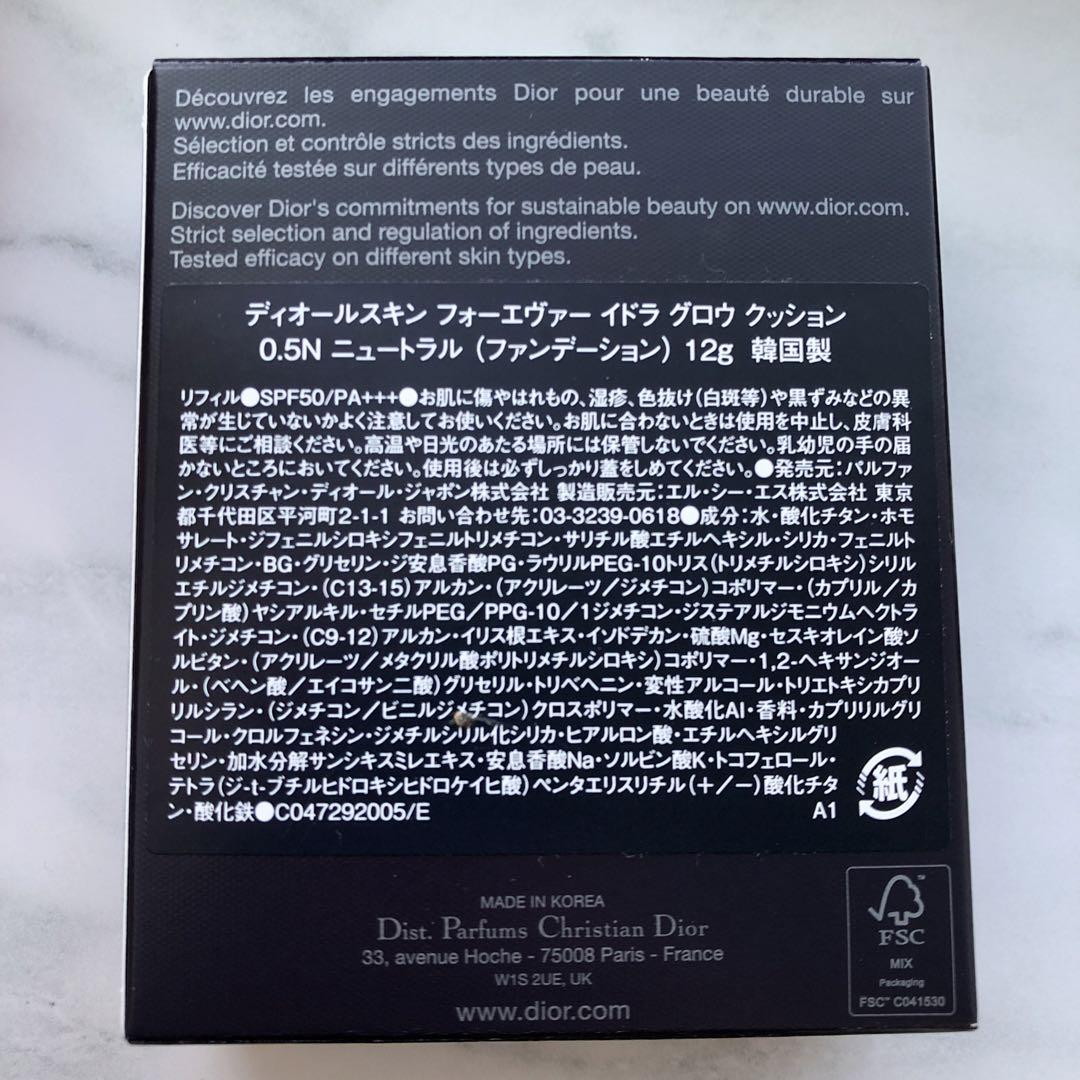 Découvrez les engagements Dior pour une beauté durable sur
www.dior.com.
Sélection et contrôle stricts des ingrédients.
Efficacité testée sur différents types de peau.
Discover Dior's commitments for sustainable beauty on www.dior.com.
Strict selection and regulation of ingredients.
Tested efficacy on different skin types.
ディオールスキン フォーエヴァー イドラ グロウ クッション
0.5N ニュートラル（ファンデーション）12g 韓国製
リフィル●SPF50/PA+++●お肌に傷やはれもの、湿疹、色抜け（白斑等）や黒ずみなどの異
常が生じていないかよく注意してお使いください。お肌に合わないときは使用を中止し、皮膚科
医等にご相談ください。高温や日光のあたる場所には保管しないでください。乳幼児の手の届
かないところにおいてください。使用後は必ずしっかり蓋をしめてください。●発売元：パルファ
ン・クリスチャン・ディオール・ジャポン株式会社 製造販売元：エル・シー・エス株式会社 東京
都千代田区平河町2-1-1 お問い合わせ先：03-3239-0618●成分：水・酸化チタン・ホモ
サレート・ジフェニルシロキシフェニルトリメチコン・サリチル酸エチルヘキシル・シリカ・フェニルト
リメチコン・BG・グリセリン・ジ安息香酸PG・ラウリルPEG-10トリス（トリメチルシロキシ）シリル
エチルジメチコン・（C13-15）アルカン・（アクリレーツ／ジメチコン）コポリマー・（カプリル／カ
プリン酸）ヤシアルキル・セチルPEG／PPG-10／1ジメチコン・ジステアルジモニウムヘクトラ
イト・ジメチコン・（C9-12）アルカン・イリス根エキス・イソドデカン・硫酸Mg・セスキオレイン酸ソ
ルビタン・（アクリレーツ／メタクリル酸ポリトリメチルシロキシ）コポリマー・1,2-ヘキサンジオー
ル・（ベヘン酸／エイコサン二酸）グリセリル・トリベヘニン・変性アルコール・トリエトキシカプリ
リルシラン・（ジメチコン／ビニルジメチコン）クロスポリマー・水酸化Al・香料・カプリリルグリ
コール・クロルフェネシン・ジメチルシリル化シリカ・ヒアルロン酸・エチルヘキシルグリ
セリン・加水分解サンシキスミレエキス・安息香酸Na・ソルビン酸K・トコフェロール・
テトラ（ジ-t-ブチルヒドロキシヒドロケイヒ酸）ペンタエリスリチル（＋／－）酸化チタ
ン・酸化鉄●C047292005/E A1
紙
MADE IN KOREA
Dist. Parfums Christian Dior
33, avenue Hoche - 75008 Paris - France
W1S 2UE, UK
www.dior.com
FSC™
MIX
Packaging
FSC™ C041530